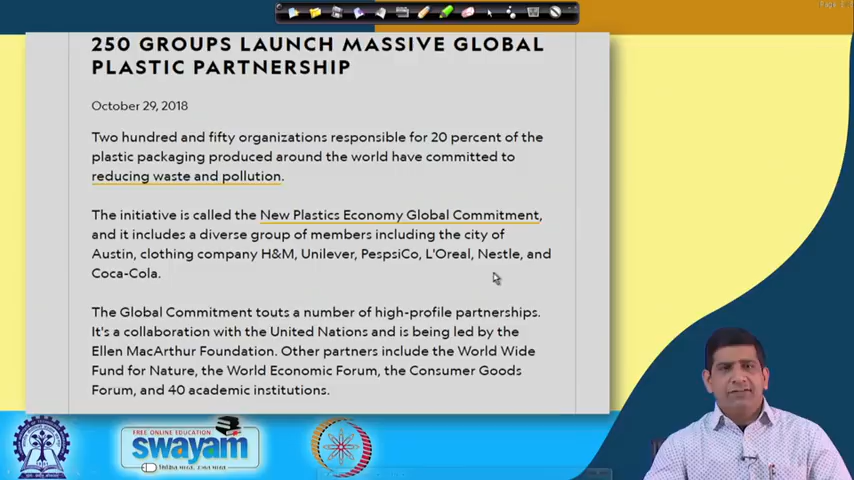 250 GROUPS LAUNCH MASSIVE GLOBAL
PLASTIC PARTNERSHIP
October 29, 2018
Two hundred and fifty organizations responsible for 20 percent of the
plastic packaging produced around the world have committed to
reducing waste and pollution.
The initiative is called the New Plastics Economy Global Commitment,
and it includes a diverse group of members including the city of
Austin, clothing company H&M, Unilever, PespsiCo, L'Oreal, Nestle, and
Coca-Cola.
The Global Commitment touts a number of high-profile partnerships.
It's a collaboration with the United Nations and is being led by the
Ellen MacArthur Foundation. Other partners include the World Wide
Fund for Nature, the World Economic Forum, the Consumer Goods
Forum, and 40 academic institutions.
FREE ONLINE EDUCATION
swayam